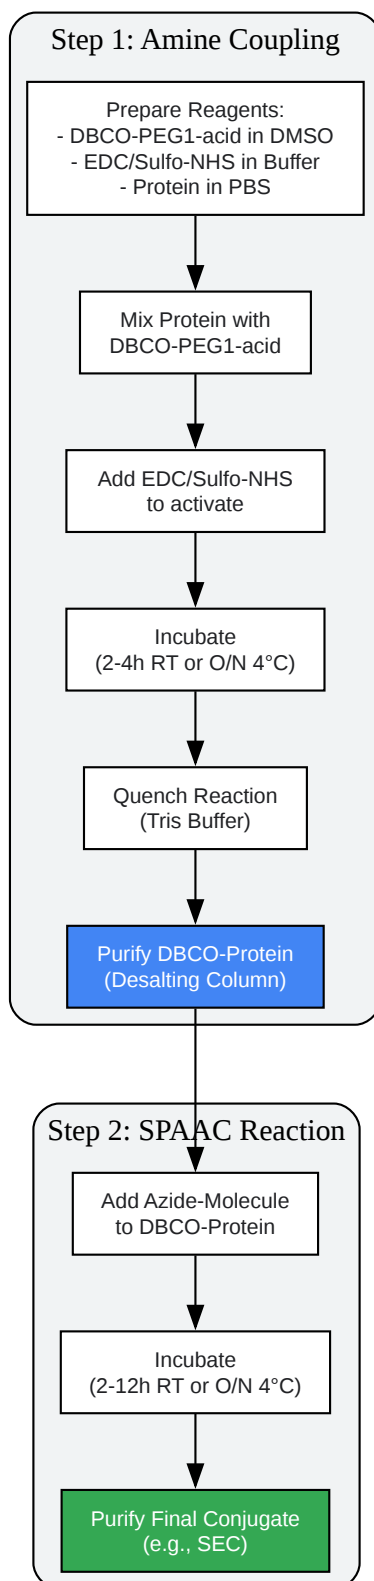 Step 1: Amine Coupling
Prepare Reagents:
- DBCO-PEG1-acid in DMSO
- EDC/Sulfo-NHS in Buffer
- Protein in PBS
Mix Protein with
DBCO-PEG1-acid
Add EDC/Sulfo-NHS
to activate
Incubate
(2-4h RT or O/N 4°C)
Quench Reaction
(Tris Buffer)
Purify DBCO-Protein
(Desalting Column)
Step 2: SPAAC Reaction
Add Azide-Molecule
to DBCO-Protein
Incubate
(2-12h RT or O/N 4°C)
Purify Final Conjugate
(e.g., SEC)